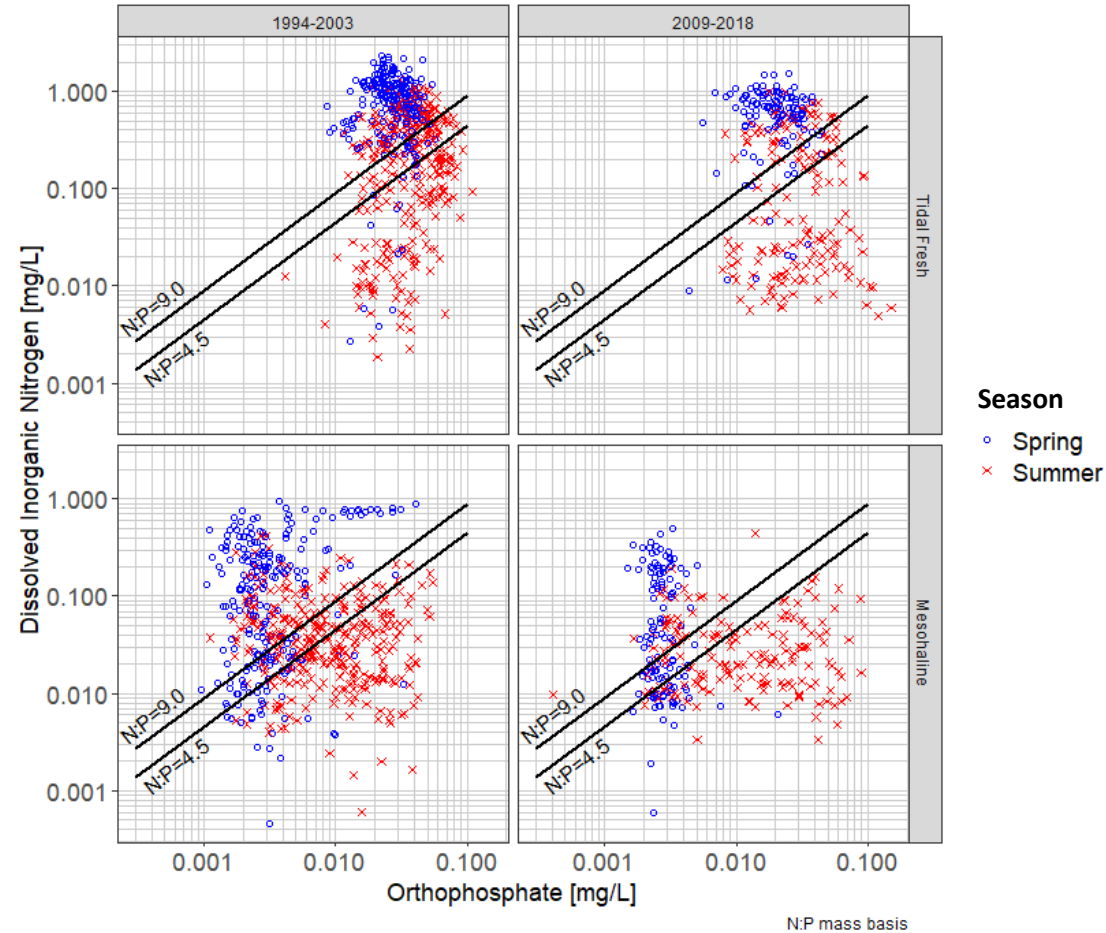 1994-2003
2009-2018
Dissolved Inorganic Nitrogen [mg/L]
1.000
0.100
0.010
0.001
N:P=9.0
N:P=4.5
N:P=9.0
N:P=4.5
Tidal Fresh
Season
Spring
Summer
1.000
0.100
0.010
0.001
N:P=9.0
N:P=4.5
N:P=9.0
N:P=4.5
Mesohaline
0.001
0.010
0.100
0.001
0.010
0.100
Orthophosphate [mg/L]
N:P mass basis